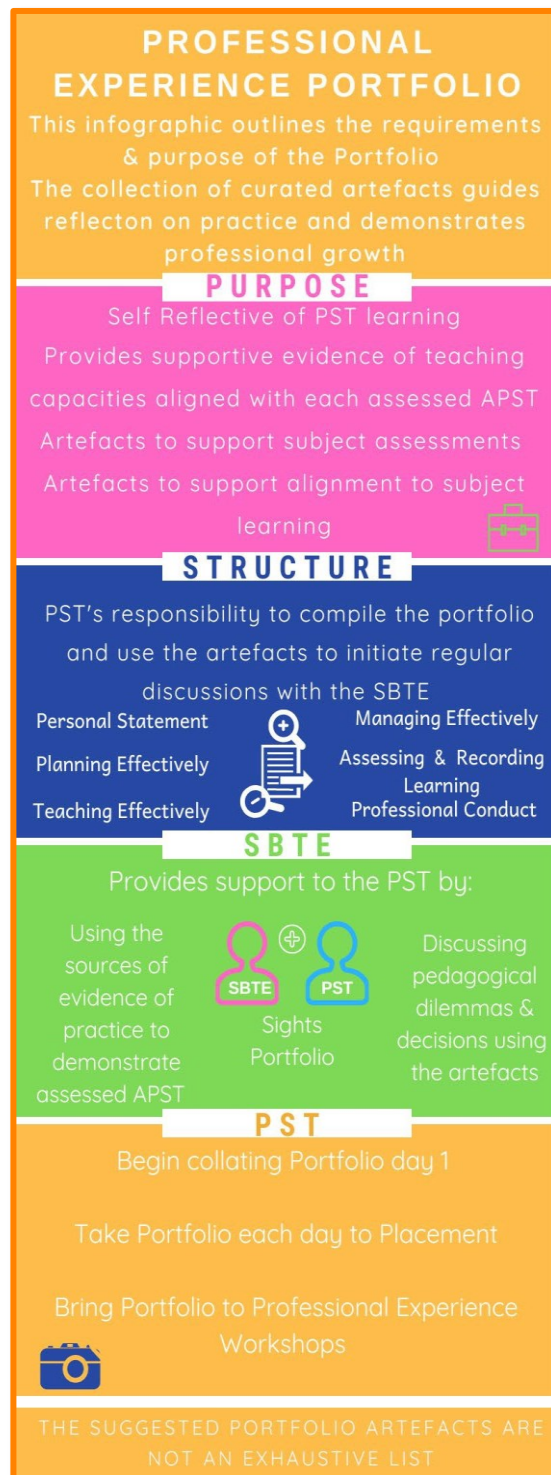 PROFESSIONAL
EXPERIENCE PORTFOLIO
This infographic outlines the requirements
& purpose of the Portfolio
The collection of curated artefacts guides
reflecton on practice and demonstrates
professional growth
PURPOSE
Self Reflective of PST learning
Provides supportive evidence of teaching
capacities aligned with each assessed APST
Artefacts to support subject assessments
Artefacts to support alignment to subject
learning
STRUCTURE
PST's responsibility to compile the portfolio
and use the artefacts to initiate regular
discussions with the SBTE
Personal Statement
Planning Effectively
Teaching Effectively
Managing Effectively
Assessing & Recording
Learning
Professional Conduct
SBTE
Provides support to the PST by:
Using the
sources of
evidence of
practice to
demonstrate
assessed APST
SBTE
PST
Sights
Portfolio
Discussing
pedagogical
dilemmas &
decisions using
the artefacts
PST
Begin collating Portfolio day 1
Take Portfolio each day to Placement
Bring Portfolio to Professional Experience
Workshops
THE SUGGESTED PORTFOLIO ARTEFACTS ARE
NOT AN EXHAUSTIVE LIST